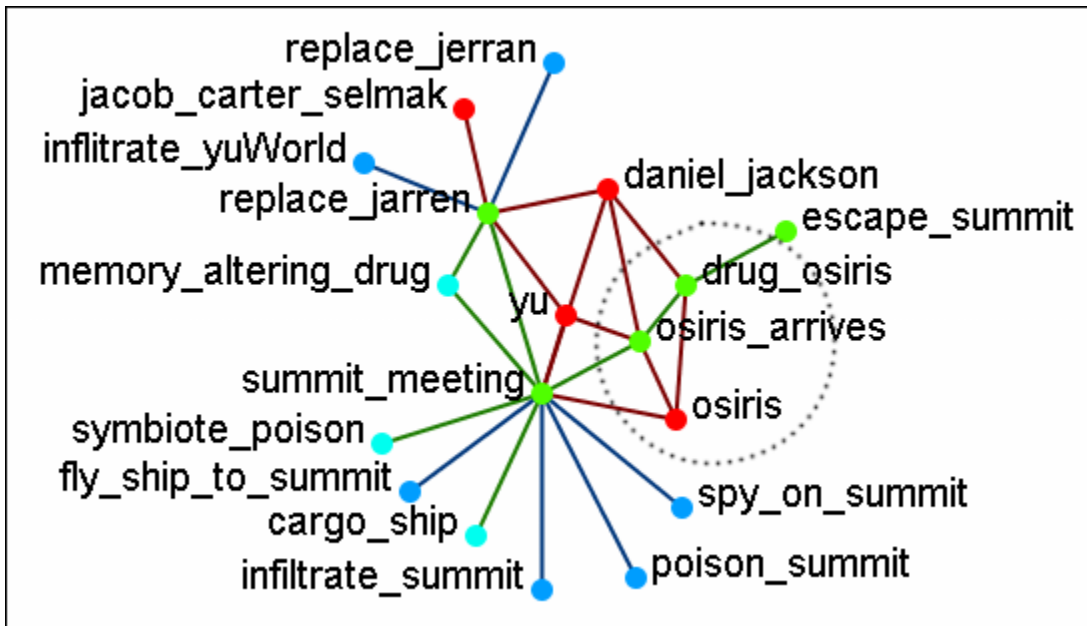 replace_jerran
jacob_carter_selmak
inflitrate_yuWorld
daniel_jackson
replace_jarren
escape_summit
memory_altering_drug
drug_osiris
yu
osiris_arrives
summit_meeting
osiris
symbiote_poison
fly_ship_to_summit
spy_on_summit
cargo_ship
poison_summit
infiltrate_summit